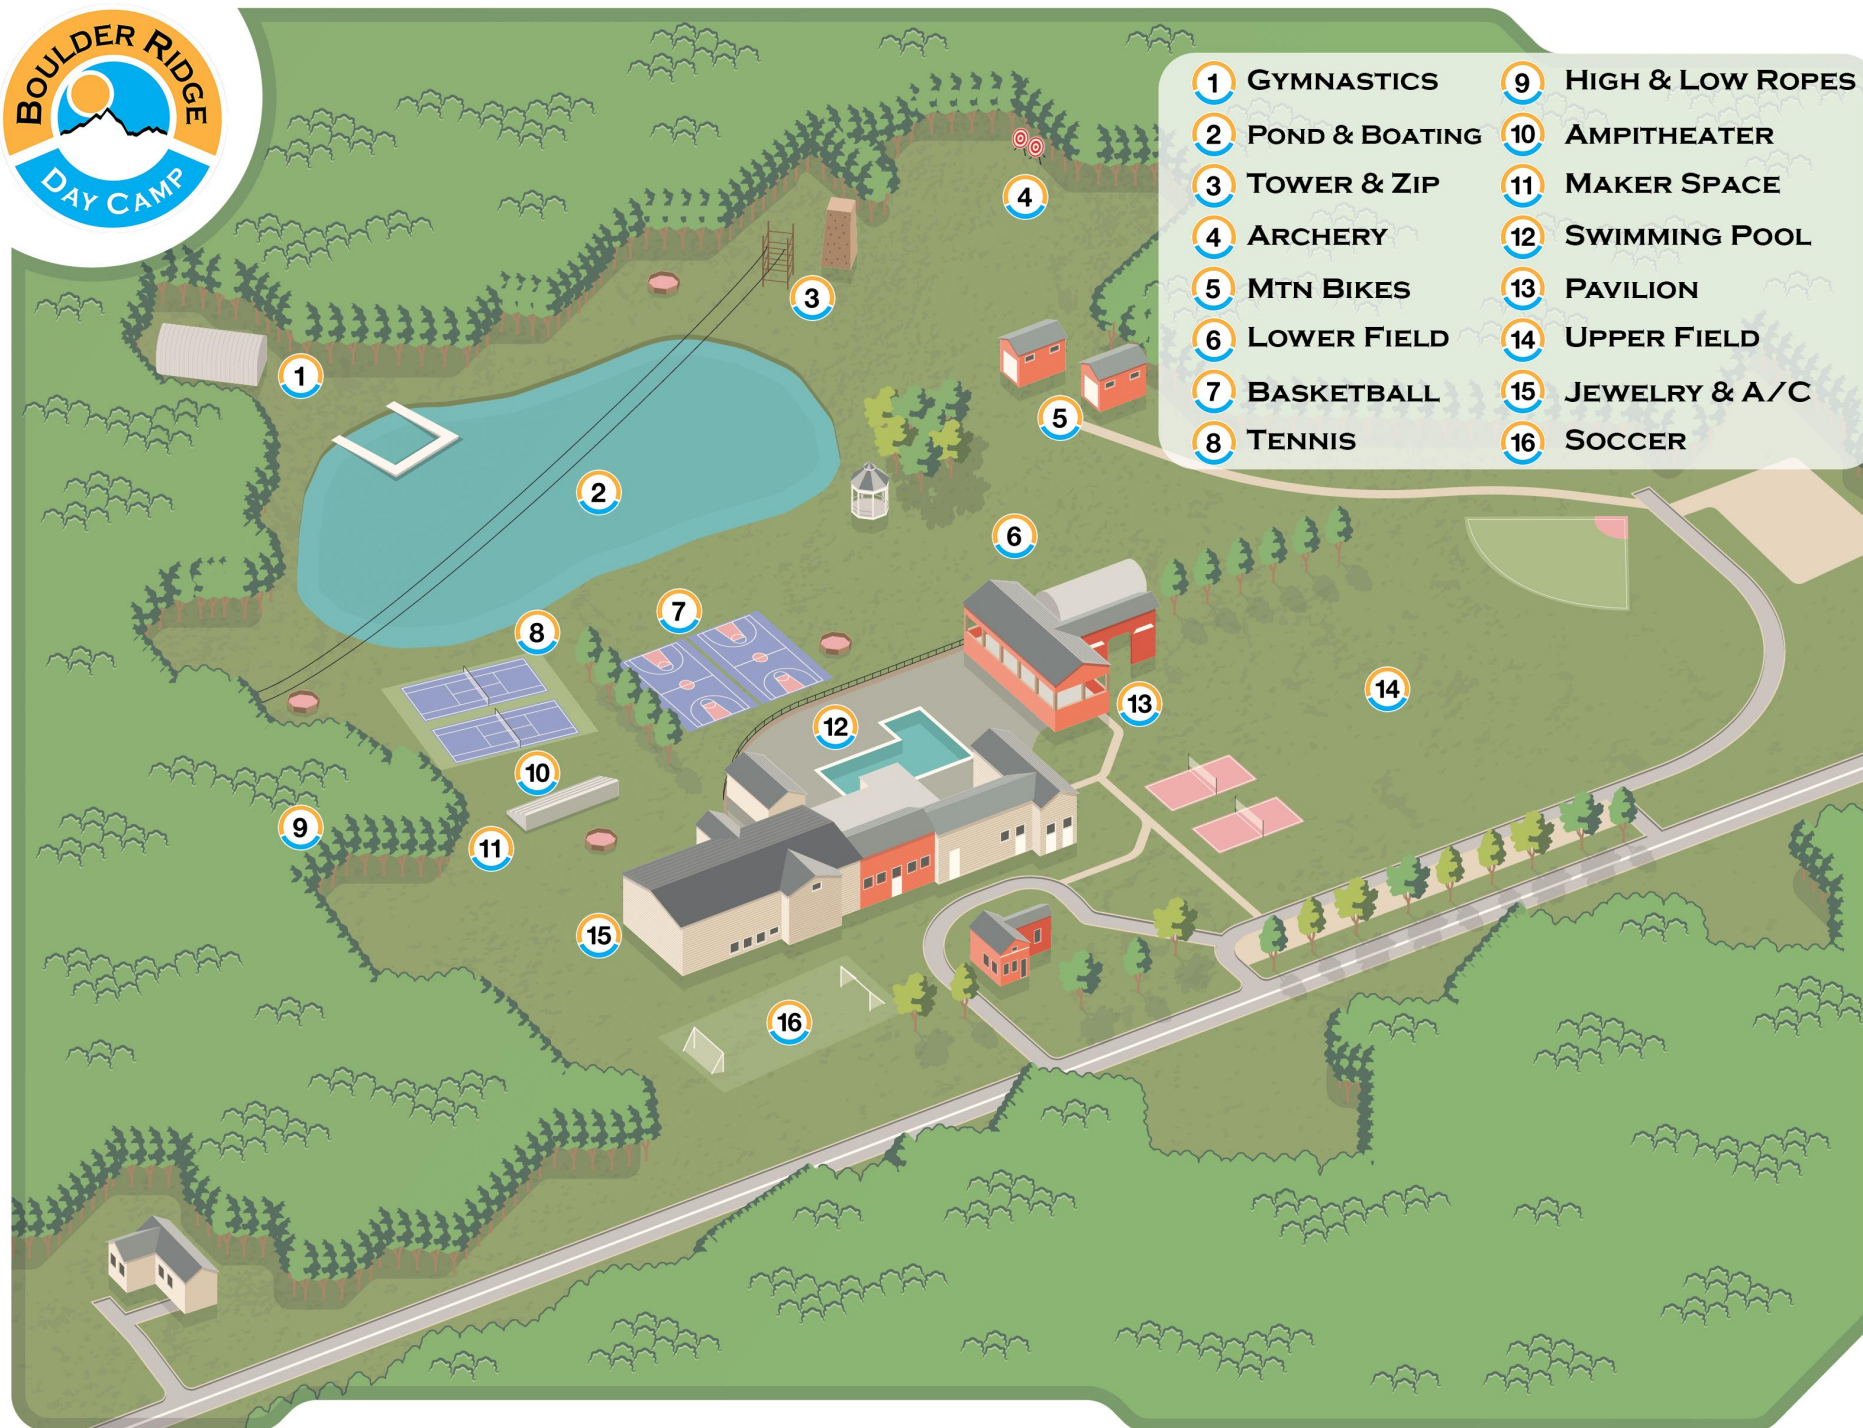 BOULDER RIDGE
DAY CAMP
1 GYMNASTICS
2 POND & BOATING
3 TOWER & ZIP
4 ARCHERY
5 MTN BIKES
6 LOWER FIELD
7 BASKETBALL
8 TENNIS
9 HIGH & LOW ROPES
10 AMPITHEATER
11 MAKER SPACE
12 SWIMMING POOL
13 PAVILION
14 UPPER FIELD
15 JEWELRY & A/C
16 SOCCER
4
3
1
5
2
6
7
8
14
13
12
10
9
11
15
16